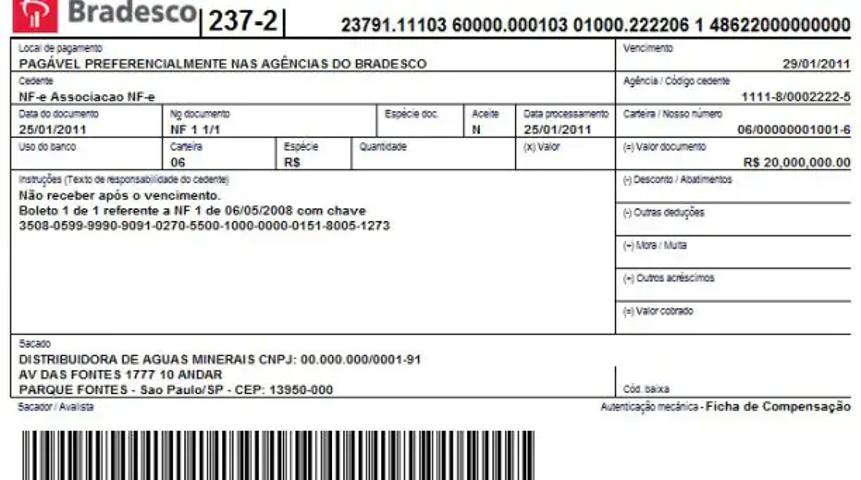 Bradesco
237-2
23791.11103 60000.000103 01000.222206 1 48622000000000
Local de pagamento
PAGÁVEL PREFERENCIALMENTE NAS AGÊNCIAS DO BRADESCO
Vencimento
29/01/2011
Cedente
NF-e Associacao NF-e
Agência / Código cedente
1111-8/0002222-5
Data do documento
25/01/2011
Nº documento
NF 1 1/1
Espécie doc.
Aceite
N
Data processamento
25/01/2011
Carteira / Nosso número
06/00000001001-6
Uso do banco
Carteira
06
Espécie
R$
Quantidade
(x) Valor
(=) Valor documento
R$ 20,000,000.00
Instruções (Texto de responsabilidade do cedente)
Não receber após o vencimento.
Boleto 1 de 1 referente a NF 1 de 06/05/2008 com chave
3508-0599-9990-9091-0270-5500-1000-0000-0151-8005-1273
(-) Desconto / Abatimentos
(-) Outras deduções
(+) Mora / Multa
(+) Outros acréscimos
(=) Valor cobrado
Sacado
DISTRIBUIDORA DE AGUAS MINERAIS CNPJ: 00.000.000/0001-91
AV DAS FONTES 1777 10 ANDAR
PARQUE FONTES - Sao Paulo/SP - CEP: 13950-000
Cód. baixa
Sacador / Avalista
Autenticação mecânica - Ficha de Compensação